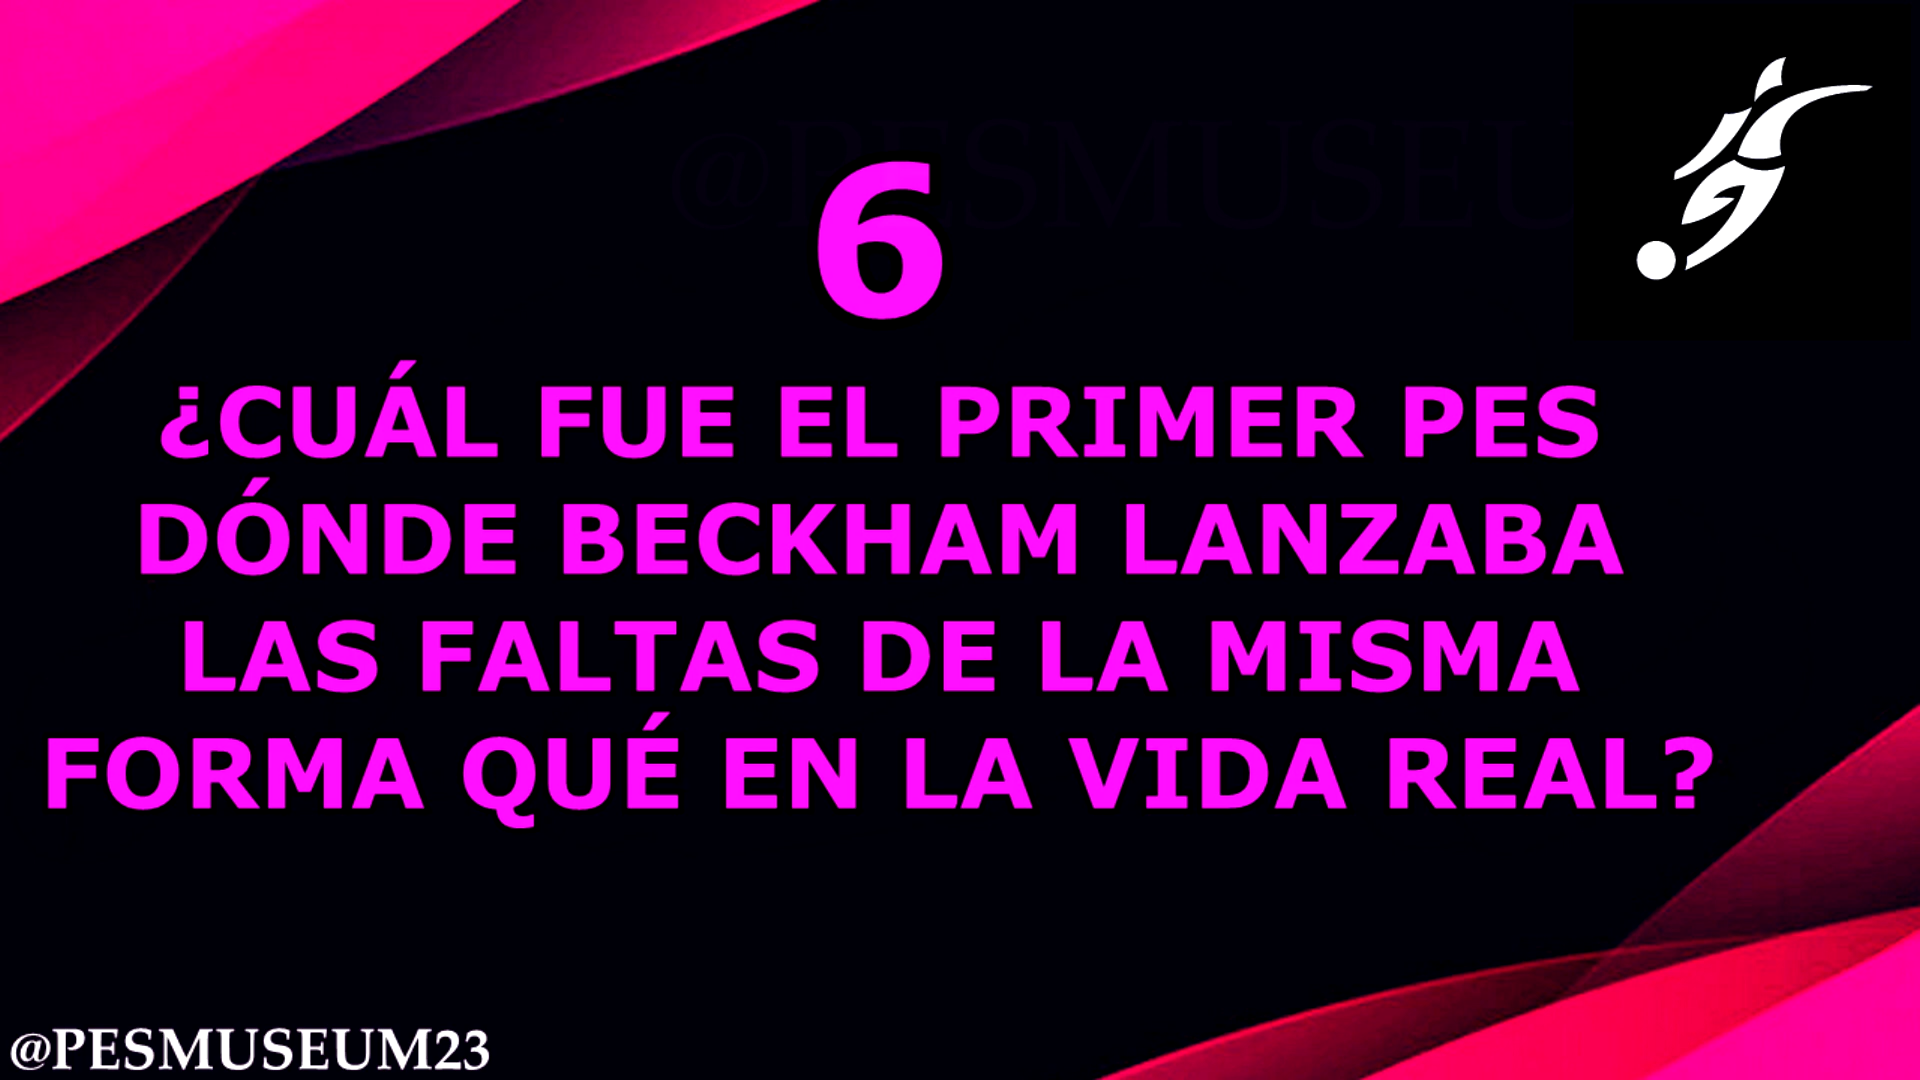 @PESMUSEU
6
¿CUÁL FUE EL PRIMER PES
DÓNDE BECKHAM LANZABA
LAS FALTAS DE LA MISMA
FORMA QUÉ EN LA VIDA REAL?
@PESMUSEUM23